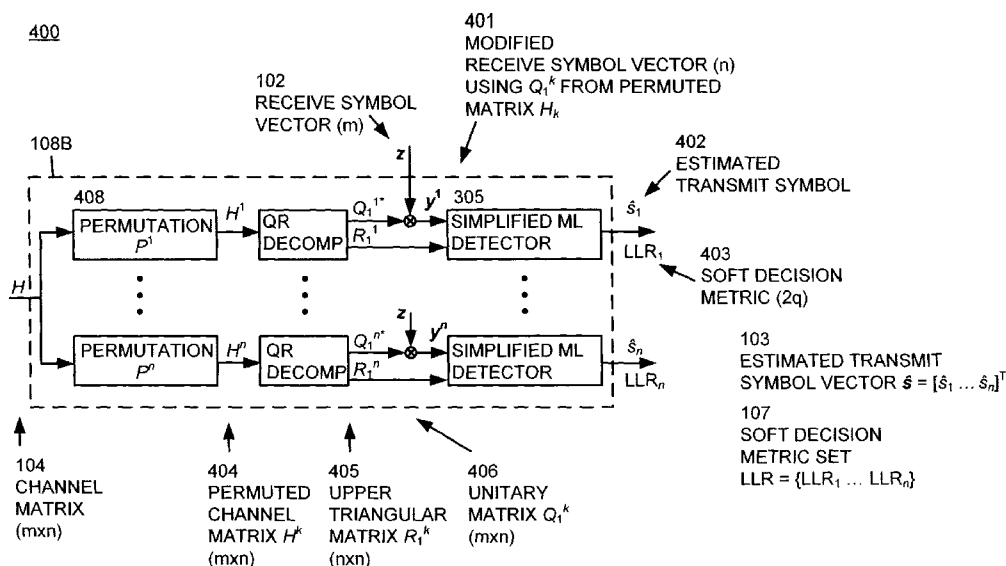 400
401
MODIFIED
RECEIVE SYMBOL VECTOR (n)
USING Q₁ᵏ FROM PERMUTED
MATRIX Hₖ
102
RECEIVE SYMBOL
VECTOR (m)
402
ESTIMATED
TRANSMIT SYMBOL
108B
408
PERMUTATION
P¹
H¹
QR
DECOMP
Q₁¹*
R₁¹
z
y¹
305
SIMPLIFIED ML
DETECTOR
ŝ₁
LLR₁
403
SOFT DECISION
METRIC (2q)
H
PERMUTATION
Pⁿ
Hⁿ
QR
DECOMP
Q₁ⁿ*
R₁ⁿ
z
yⁿ
SIMPLIFIED ML
DETECTOR
ŝₙ
LLRₙ
103
ESTIMATED TRANSMIT
SYMBOL VECTOR ŝ = [ŝ₁ ... ŝₙ]ᵀ
107
SOFT DECISION
METRIC SET
LLR = {LLR₁ ... LLRₙ}
104
CHANNEL
MATRIX
(mxn)
404
PERMUTED
CHANNEL
MATRIX Hᵏ
(mxn)
405
UPPER
TRIANGULAR
MATRIX R₁ᵏ
(nxn)
406
UNITARY
MATRIX Q₁ᵏ
(mxn)